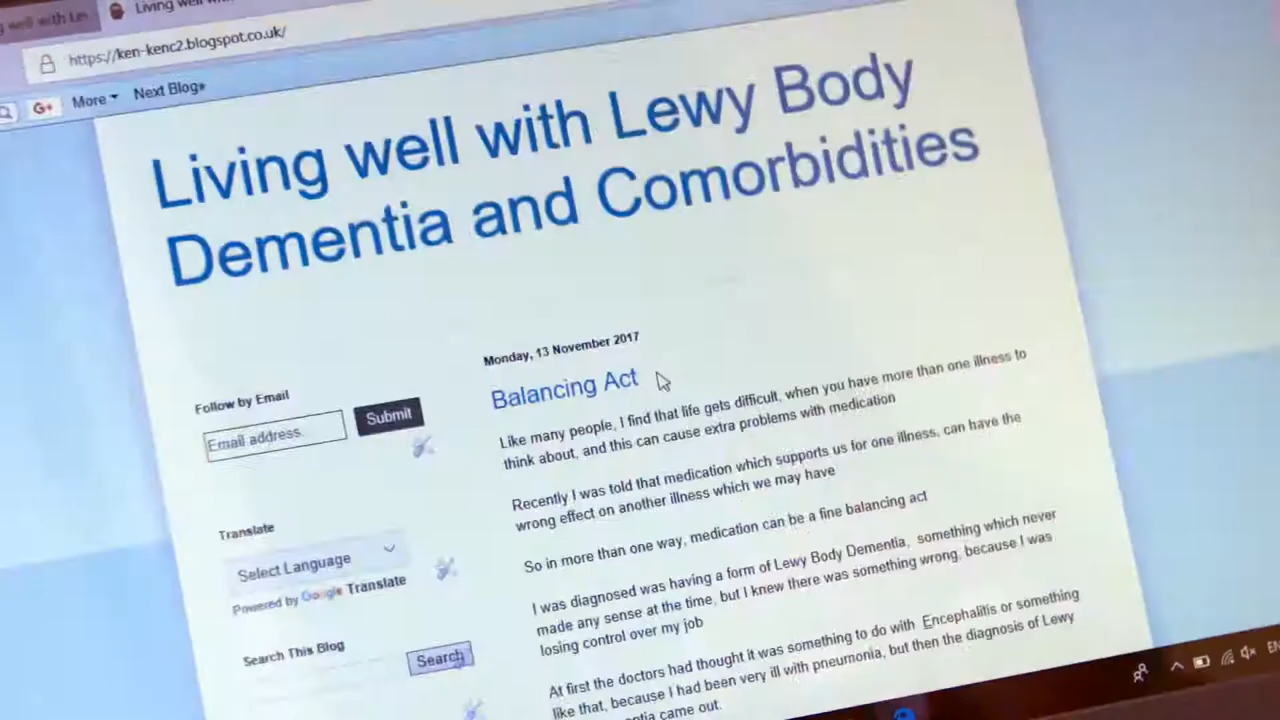 g well with Lew
Living well
https://ken-kenc2.blogspot.co.uk/
G+ More Next Blog»
Living well with Lewy Body
Dementia and Comorbidities
Monday, 13 November 2017
Balancing Act
Like many people, I find that life gets difficult, when you have more than one illness to
think about, and this can cause extra problems with medication
Recently I was told that medication which supports us for one illness, can have the
wrong effect on another illness which we may have
So in more than one way, medication can be a fine balancing act
I was diagnosed was having a form of Lewy Body Dementia, something which never
made any sense at the time, but I knew there was something wrong, because I was
losing control over my job
At first the doctors had thought it was something to do with Encephalitis or something
like that, because I had been very ill with pneumonia, but then the diagnosis of Lewy
came out.
Follow by Email
Email address...
Submit
Translate
Select Language
Powered by Google Translate
Search This Blog
Search